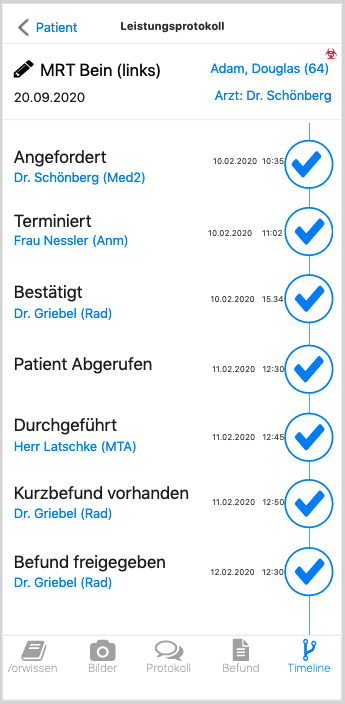 Patient
Leistungsprotokoll
MRT Bein (links)
Adam, Douglas (64)
20.09.2020
Arzt: Dr. Schönberg
Angefordert
10.02.2020 10:35
Dr. Schönberg (Med2)
Terminiert
10.02.2020 11:02
Frau Nessler (Anm)
Bestätigt
10.02.2020 15.34
Dr. Griebel (Rad)
Patient Abgerufen
11.02.2020 12:30
Durchgeführt
11.02.2020 12:45
Herr Latschke (MTA)
Kurzbefund vorhanden
11.02.2020 12:50
Dr. Griebel (Rad)
Befund freigegeben
12.02.2020 12:30
Dr. Griebel (Rad)
Vorwissen Bilder Protokoll Befund Timeline